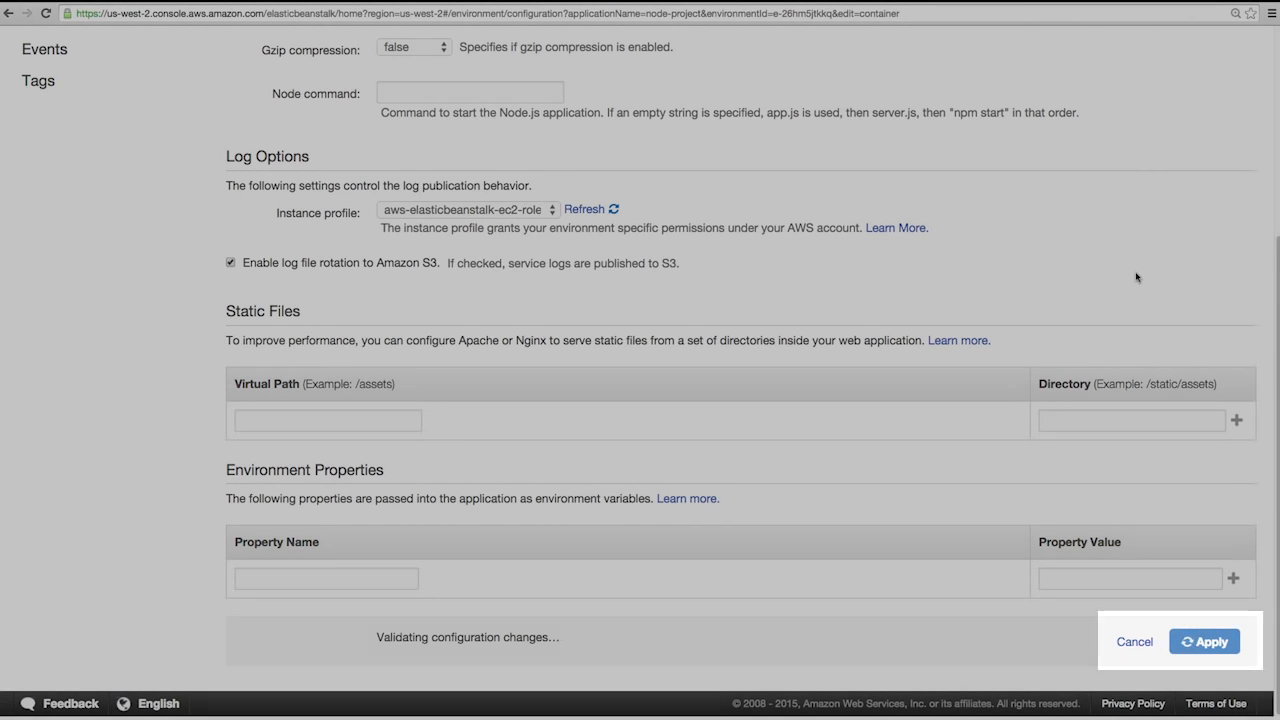 https://us-west-2.console.aws.amazon.com/elasticbeanstalk/home?region=us-west-2#/environment/configuration?applicationName=node-project&environmentId=e-26hm5jtkkq&edit=container
Events
Tags
Gzip compression: false Specifies if gzip compression is enabled.
Node command:
Command to start the Node.js application. If an empty string is specified, app.js is used, then server.js, then "npm start" in that order.
Log Options
The following settings control the log publication behavior.
Instance profile: aws-elasticbeanstalk-ec2-role Refresh
The instance profile grants your environment specific permissions under your AWS account. Learn More.
Enable log file rotation to Amazon S3. If checked, service logs are published to S3.
Static Files
To improve performance, you can configure Apache or Nginx to serve static files from a set of directories inside your web application. Learn more.
Virtual Path (Example: /assets) Directory (Example: /static/assets)
Environment Properties
The following properties are passed into the application as environment variables. Learn more.
Property Name Property Value
Validating configuration changes… Cancel Apply
Feedback English © 2008 - 2015, Amazon Web Services, Inc. or its affiliates. All rights reserved. Privacy Policy Terms of Use